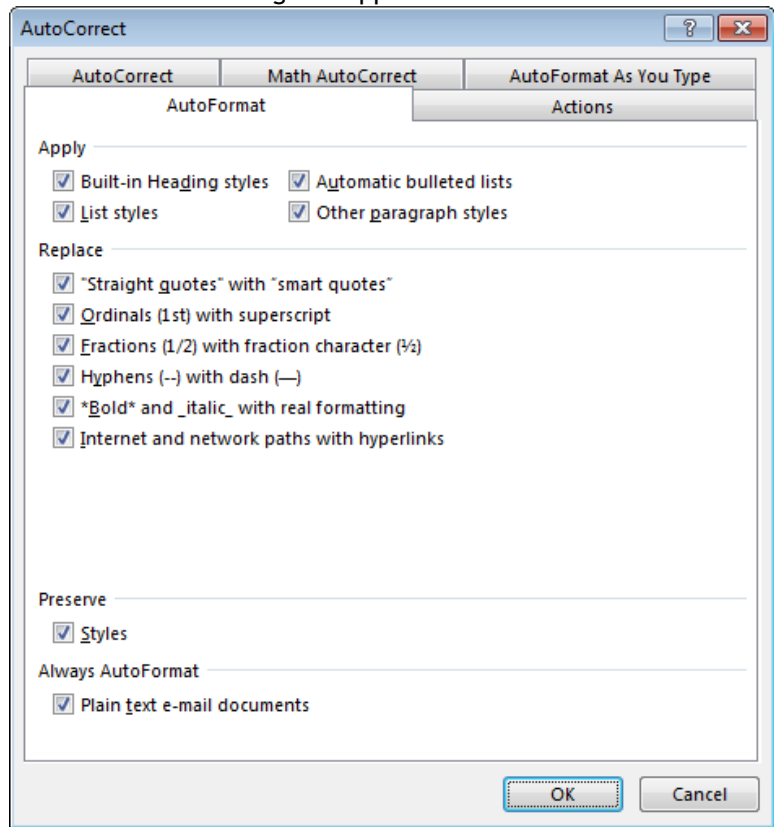 AutoCorrect
AutoCorrect Math AutoCorrect AutoFormat As You Type
AutoFormat Actions
Apply
Built-in Heading styles Automatic bulleted lists
List styles Other paragraph styles
Replace
"Straight quotes" with “smart quotes”
Ordinals (1st) with superscript
Fractions (1/2) with fraction character (½)
Hyphens (--) with dash (—)
*Bold* and _italic_ with real formatting
Internet and network paths with hyperlinks
Preserve
Styles
Always AutoFormat
Plain text e-mail documents
OK Cancel